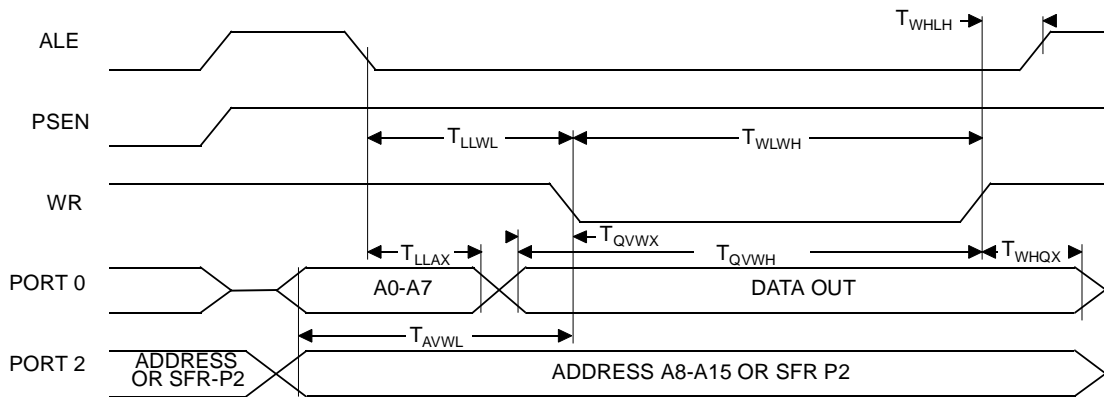 ALE
TWHLH
PSEN
TLLWL
TWLWH
WR
TQVWX
TLLAX
TQVWH
TWHQX
PORT 0
A0-A7
DATA OUT
TAVWL
PORT 2
ADDRESS
OR SFR-P2
ADDRESS A8-A15 OR SFR P2